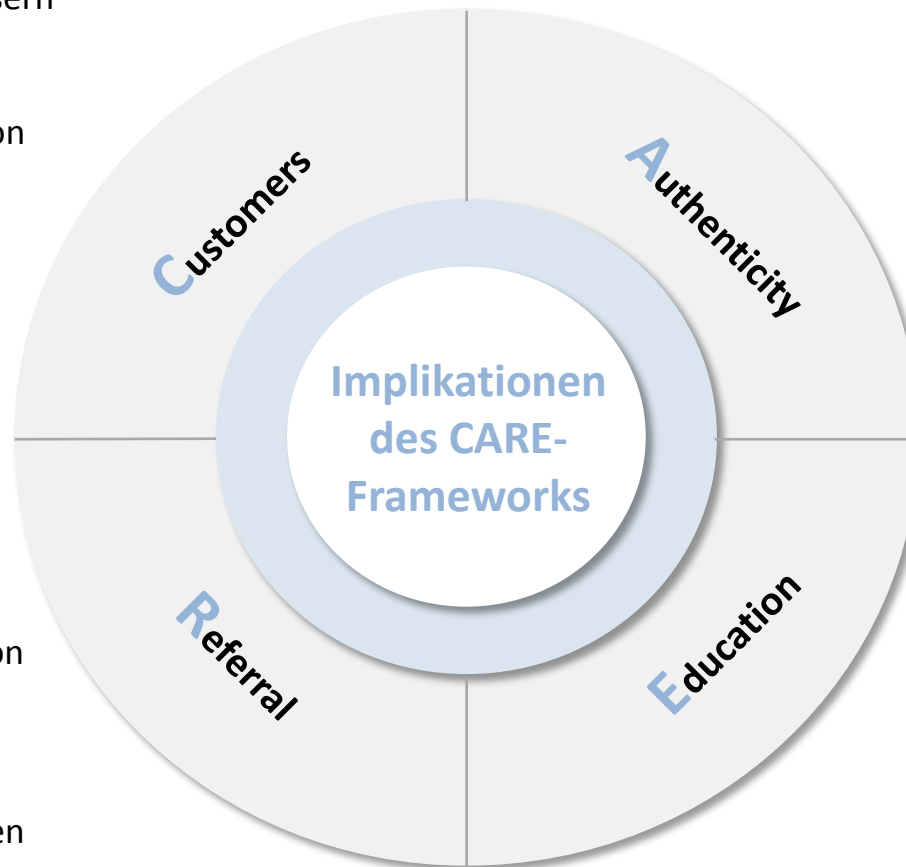 Customers
Authenticity
Implikationen
des CARE-
Frameworks
Referral
Education